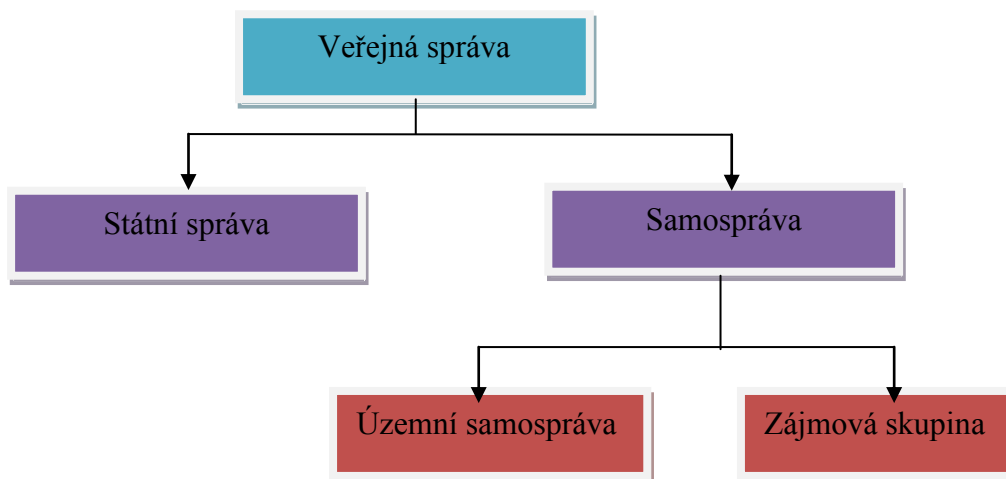 Veřejná správa
Státní správa
Samospráva
Územní samospráva
Zájmová skupina